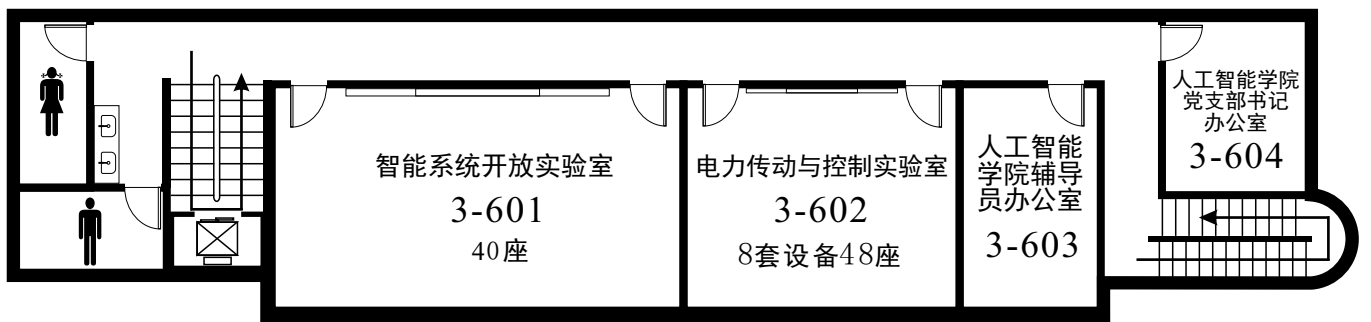 智能系统开放实验室
3-601
40座
电力传动与控制实验室
3-602
8套设备48座
人工智能
学院辅导
员办公室
3-603
人工智能学院
党支部书记
办公室
3-604